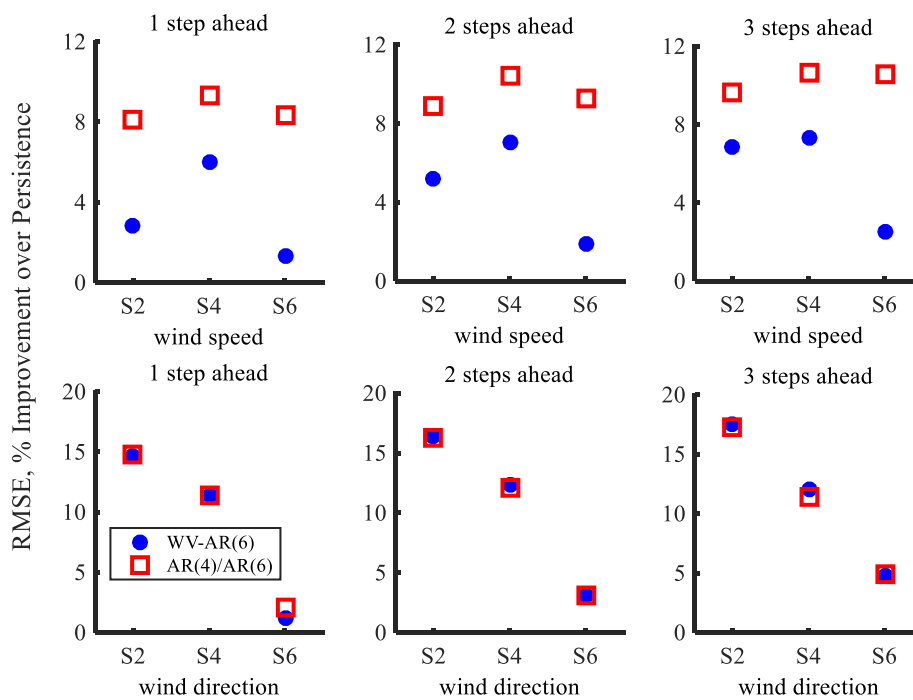 RMSE, % Improvement over Persistence
1 step ahead
12
8
4
0
S2 S4 S6
wind speed
2 steps ahead
12
8
4
0
S2 S4 S6
wind speed
3 steps ahead
12
8
4
0
S2 S4 S6
wind speed
1 step ahead
20
15
10
5
0
WV-AR(6)
AR(4)/AR(6)
S2 S4 S6
wind direction
2 steps ahead
20
15
10
5
0
S2 S4 S6
wind direction
3 steps ahead
20
15
10
5
0
S2 S4 S6
wind direction